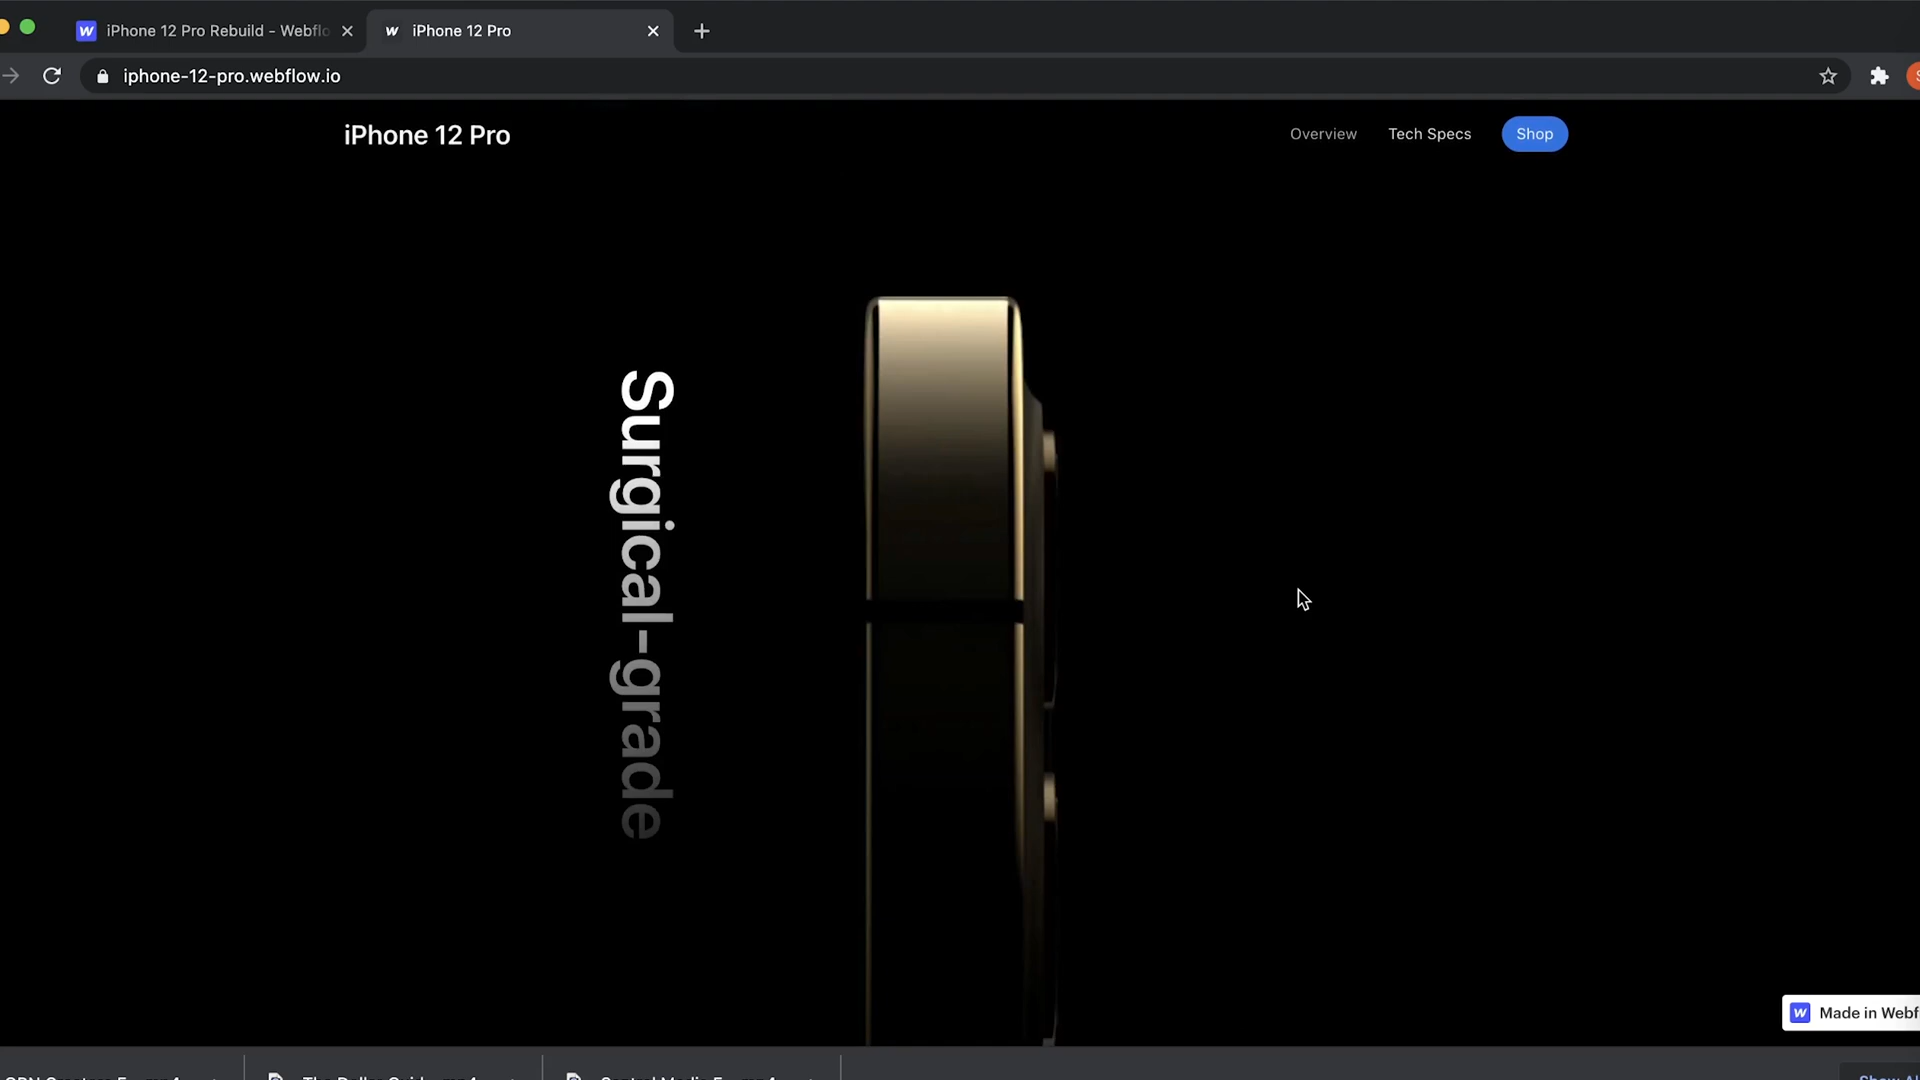 iPhone 12 Pro Rebuild - Webflo
iPhone 12 Pro
iphone-12-pro.webflow.io
iPhone 12 Pro
Overview
Tech Specs
Shop
Surgical-grade
Made in Webf